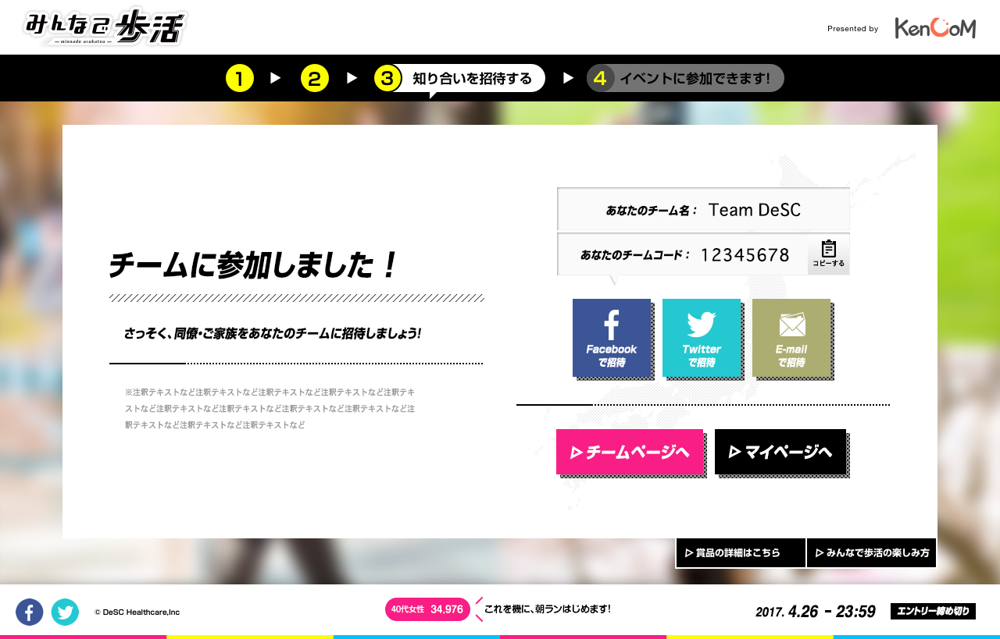 みんなで歩活
minnade arukatsu
Presented by KenCoM
1 2 3 知り合いを招待する 4 イベントに参加できます!
あなたのチーム名： Team DeSC
あなたのチームコード： 12345678
コピーする
チームに参加しました！
さっそく、同僚・ご家族をあなたのチームに招待しましょう!
※注釈テキストなど注釈テキストなど注釈テキストなど注釈テキストなど注釈テキ
ストなど注釈テキストなど注釈テキストなど注釈テキストなど注釈テキストなど注
釈テキストなど注釈テキストなど注釈テキストなど
Facebook
で招待
Twitter
で招待
E-mail
で招待
チームページへ
マイページへ
賞品の詳細はこちら
みんなで歩活の楽しみ方
© DeSC Healthcare,Inc
40代女性 34,976 これを機に、朝ランはじめます!
2017. 4.26 - 23:59 エントリー締め切り